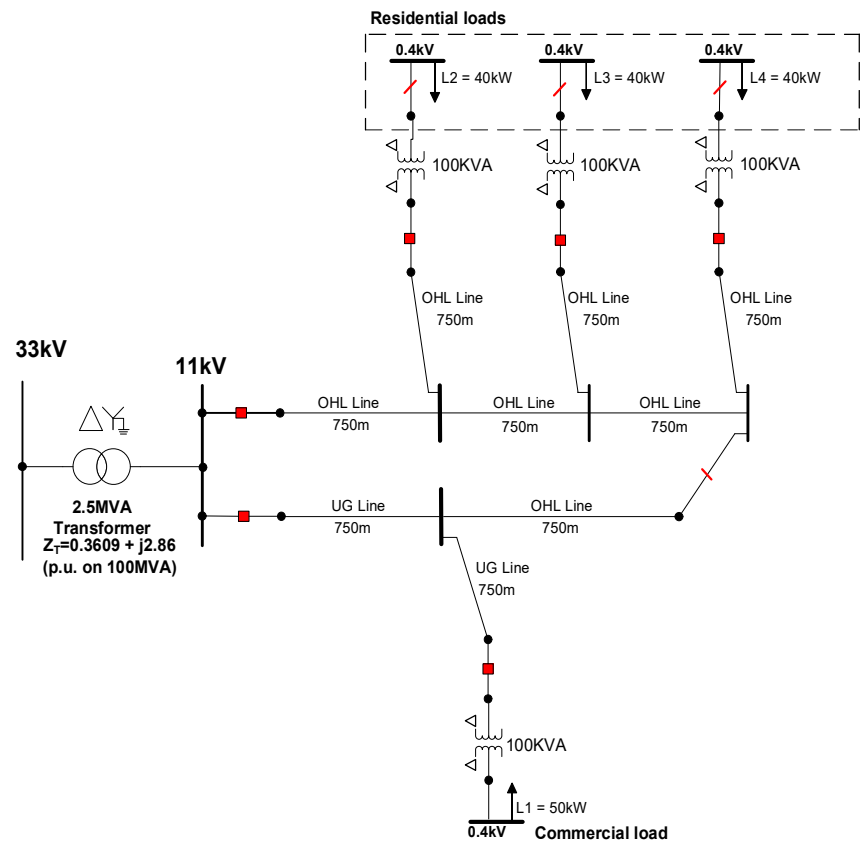 Residential loads
0.4kV
0.4kV
0.4kV
L2 = 40kW
L3 = 40kW
L4 = 40kW
100KVA
100KVA
100KVA
OHL Line
750m
OHL Line
750m
OHL Line
750m
33kV
11kV
OHL Line
750m
OHL Line
750m
OHL Line
750m
2.5MVA
Transformer
Z_T=0.3609 + j2.86
(p.u. on 100MVA)
UG Line
750m
OHL Line
750m
UG Line
750m
100KVA
L1 = 50kW
0.4kV
Commercial load